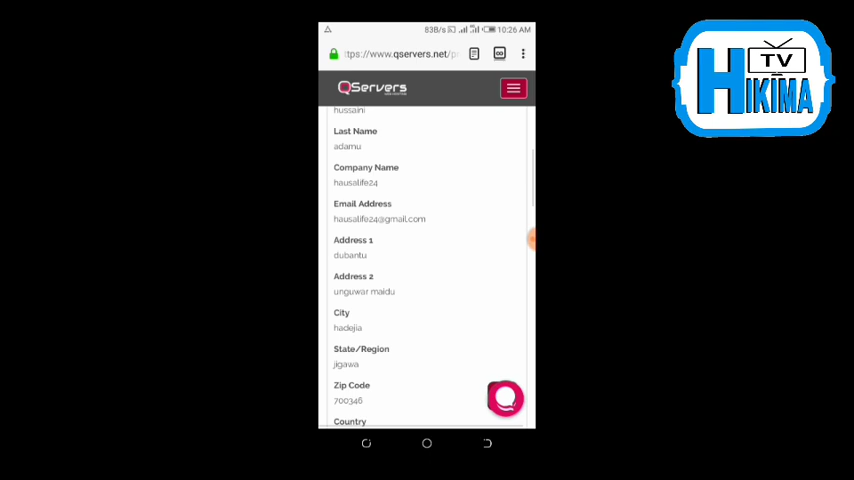 83B/s 10:26 AM
ttps://www.qservers.net/p
QServers
hussaini
Last Name
adamu
Company Name
hausalife24
Email Address
hausalife24@gmail.com
Address 1
dubantu
Address 2
unguwar maidu
City
hadejia
State/Region
jigawa
Zip Code
700346
Country
TV
HIKIMA